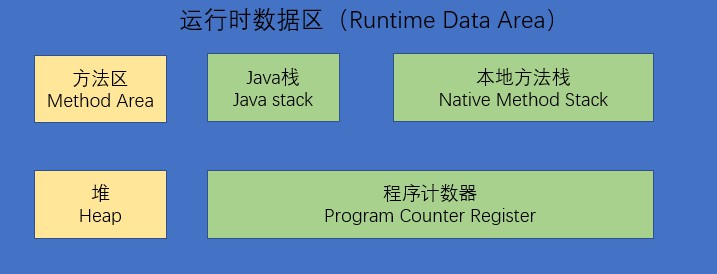 运行时数据区（Runtime Data Area）
方法区
Method Area
Java栈
Java stack
本地方法栈
Native Method Stack
堆
Heap
程序计数器
Program Counter Register